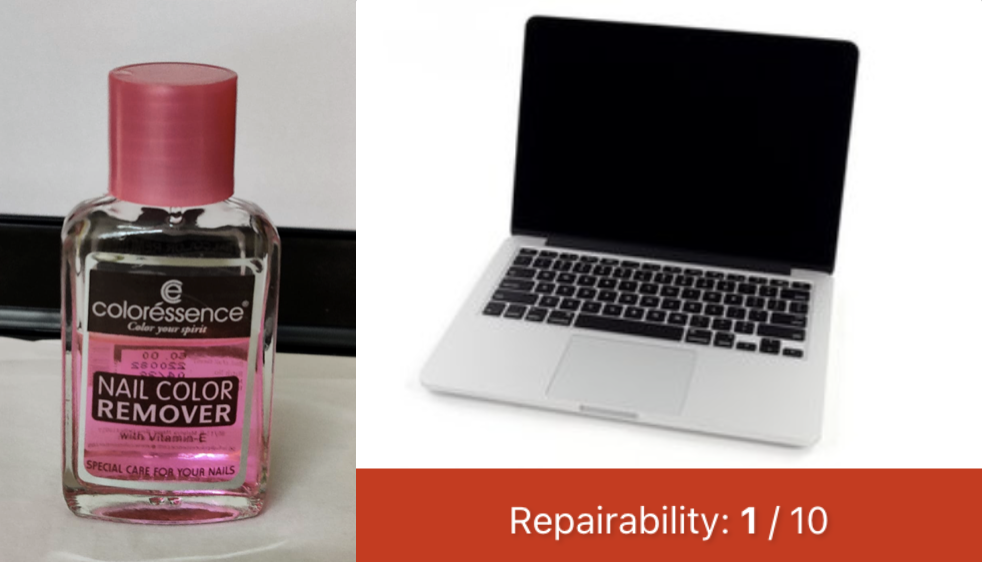 coloréssence®
Color your spirit
NAIL COLOR
REMOVER
with Vitamin-E
SPECIAL CARE FOR YOUR NAILS
Repairability: 1 / 10